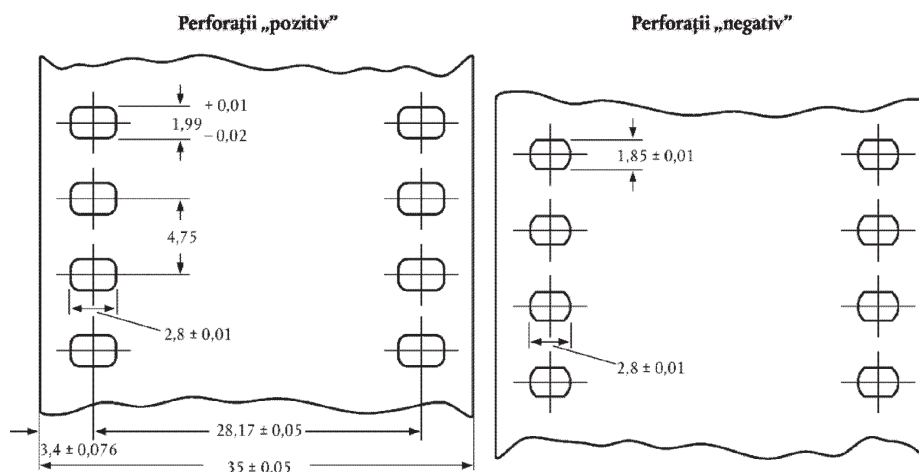 Perforații „pozitiv”
Perforații „negativ”
+ 0,01
1,99
− 0,02
1,85 ± 0,01
4,75
2,8 ± 0,01
2,8 ± 0,01
28,17 ± 0,05
3,4 ± 0,076
35 ± 0,05